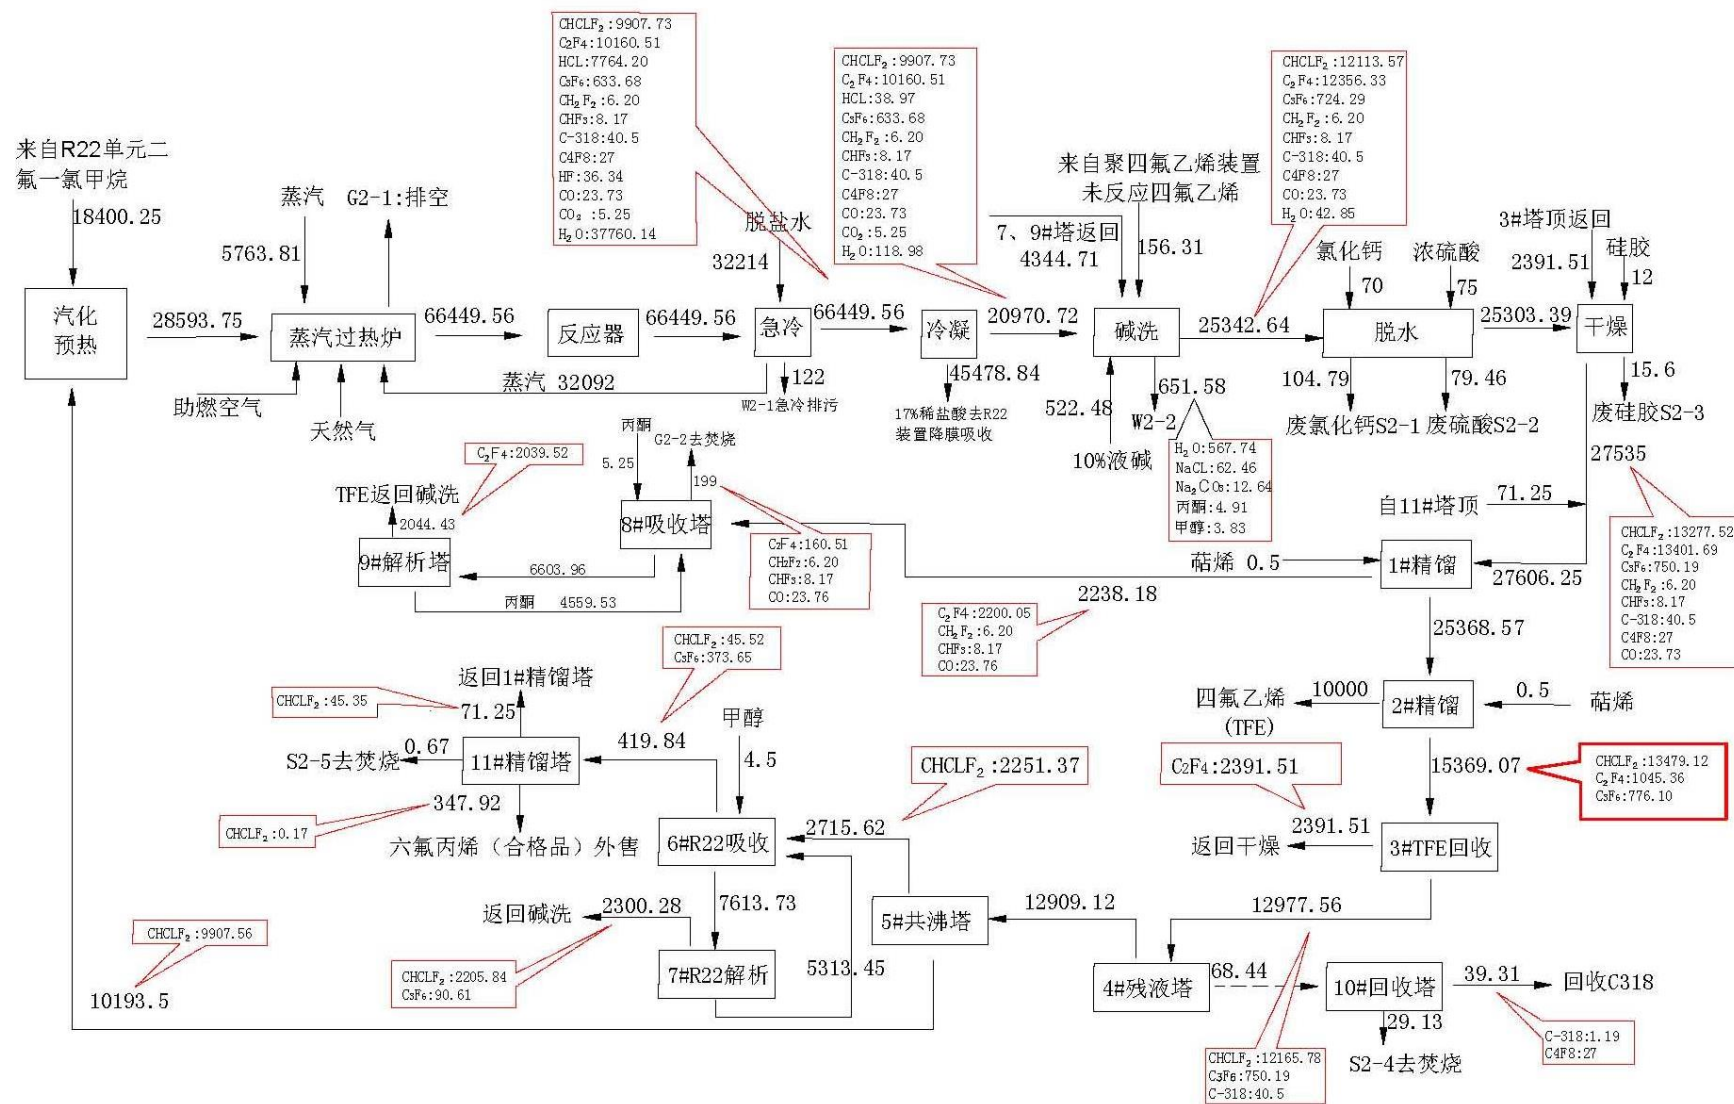 CHCLF₂:9907.73
C₂F₄:10160.51
HCL:7764.20
C₃F₆:633.68
CH₂F₂:6.20
CHF₃:8.17
C-318:40.5
C4F8:27
HF:36.34
CO:23.73
CO₂:5.25
H₂O:37760.14
CHCLF₂:9907.73
C₂F₄:10160.51
HCL:38.97
C₃F₆:633.68
CH₂F₂:6.20
CHF₃:8.17
C-318:40.5
C4F8:27
CO:23.73
CO₂:5.25
H₂O:118.98
CHCLF₂:12113.57
C₂F₄:12356.33
C₃F₆:724.29
CH₂F₂:6.20
CHF₃:8.17
C-318:40.5
C4F8:27
CO:23.73
H₂O:42.85
来自R22单元二
氟一氯甲烷
18400.25
蒸汽
5763.81
G2-1:排空
脱盐水
32214
来自聚四氟乙烯装置
未反应四氟乙烯
7、9#塔返回
4344.71
156.31
氯化钙
70
浓硫酸
75
3#塔顶返回
2391.51
硅胶
12
汽化
预热
28593.75
蒸汽过热炉
66449.56
反应器
66449.56
急冷
66449.56
冷凝
20970.72
碱洗
25342.64
脱水
25303.39
干燥
助燃空气
天然气
蒸汽 32092
122
W2-1急冷排污
45478.84
17%稀盐酸去R22
装置降膜吸收
522.48
10%液碱
651.58
W2-2
H₂O:567.74
NaCL:62.46
Na₂CO₃:12.64
丙酮:4.91
甲醇:3.83
104.79
废氯化钙S2-1
79.46
废硫酸S2-2
15.6
废硅胶S2-3
27535
C₂F₄:2039.52
TFE返回碱洗
2044.43
丙酮
5.25
G2-2去焚烧
199
8#吸收塔
9#解析塔
6603.96
丙酮 4559.53
C₂F₄:160.51
CH₂F₂:6.20
CHF₃:8.17
CO:23.76
自11#塔顶
71.25
萜烯 0.5
1#精馏
27606.25
CHCLF₂:13277.52
C₂F₄:13401.69
C₃F₆:750.19
CH₂F₂:6.20
CHF₃:8.17
C-318:40.5
C4F8:27
CO:23.73
2238.18
C₂F₄:2200.05
CH₂F₂:6.20
CHF₃:8.17
CO:23.76
25368.57
四氟乙烯
(TFE)
10000
2#精馏
0.5
萜烯
CHCLF₂:45.52
C₃F₆:373.65
返回1#精馏塔
CHCLF₂:45.35
71.25
S2-5去焚烧
0.67
11#精馏塔
419.84
甲醇
4.5
347.92
CHCLF₂:0.17
六氟丙烯（合格品）外售
CHCLF₂:2251.37
C₂F₄:2391.51
15369.07
CHCLF₂:13479.12
C₂F₄:1045.36
C₃F₆:776.10
6#R22吸收
2715.62
返回干燥
2391.51
3#TFE回收
7613.73
返回碱洗
2300.28
7#R22解析
5313.45
CHCLF₂:2205.84
C₃F₆:90.61
5#共沸塔
12909.12
12977.56
CHCLF₂:9907.56
10193.5
4#残液塔
68.44
10#回收塔
39.31
回收C318
29.13
S2-4去焚烧
C-318:1.19
C4F8:27
CHCLF₂:12165.78
C3F6:750.19
C-318:40.5